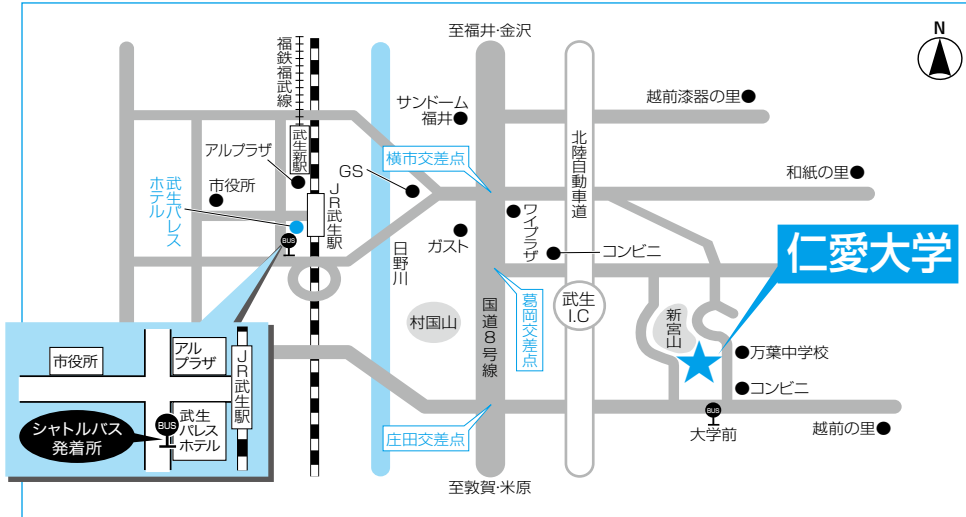 至福井・金沢
N
福鉄福武線
サンドーム
福井
越前漆器の里
武生新駅
北陸自動車道
アルプラザ
横市交差点
GS
和紙の里
市役所
武生パレス
ホテル
JR武生駅
BUS
日野川
ガスト
ワイプラザ
コンビニ
仁愛大学
村国山
国道8号線
葛岡交差点
武生
I.C
新宮山
万葉中学校
コンビニ
BUS
大学前
越前の里
庄田交差点
至敦賀・米原
市役所
アル
プラザ
JR武生駅
BUS
武生
パレス
ホテル
シャトルバス
発着所